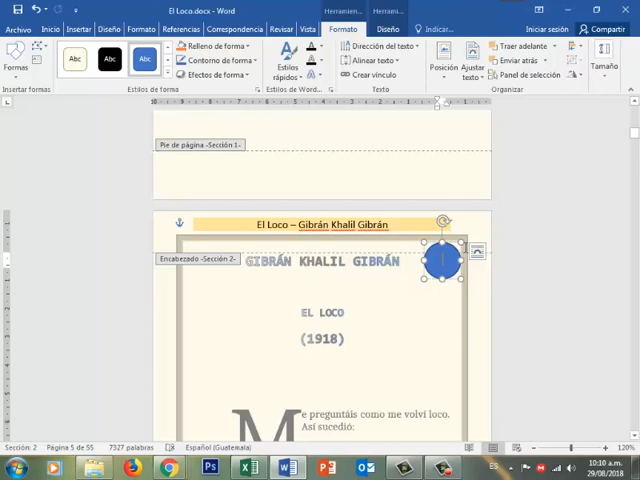 El Loco.docx - Word
Herramien...
Herrami...
Iniciar sesión
Compartir
Archivo
Inicio
Insertar
Diseño
Formato
Referencias
Correspondencia
Revisar
Vista
Formato
Diseño
Indicar...
Formas
Abc
Abc
Abc
Relleno de forma
Contorno de forma
Efectos de forma
Estilos rápidos
Dirección del texto
Alinear texto
Crear vínculo
Posición
Ajustar texto
Traer adelante
Enviar atrás
Panel de selección
Tamaño
Insertar formas
Estilos de forma
Estilos de WordArt
Texto
Organizar
Pie de página -Sección 1-
El Loco – Gibrán Khalil Gibrán
Encabezado -Sección 2-
GIBRÁN KHALIL GIBRÁN
EL LOCO
(1918)
M
e preguntáis como me volví loco.
Así sucedió:
Sección: 2
Página 5 de 55
7327 palabras
Español (Guatemala)
120%
ES
10:10 a.m.
29/08/2018